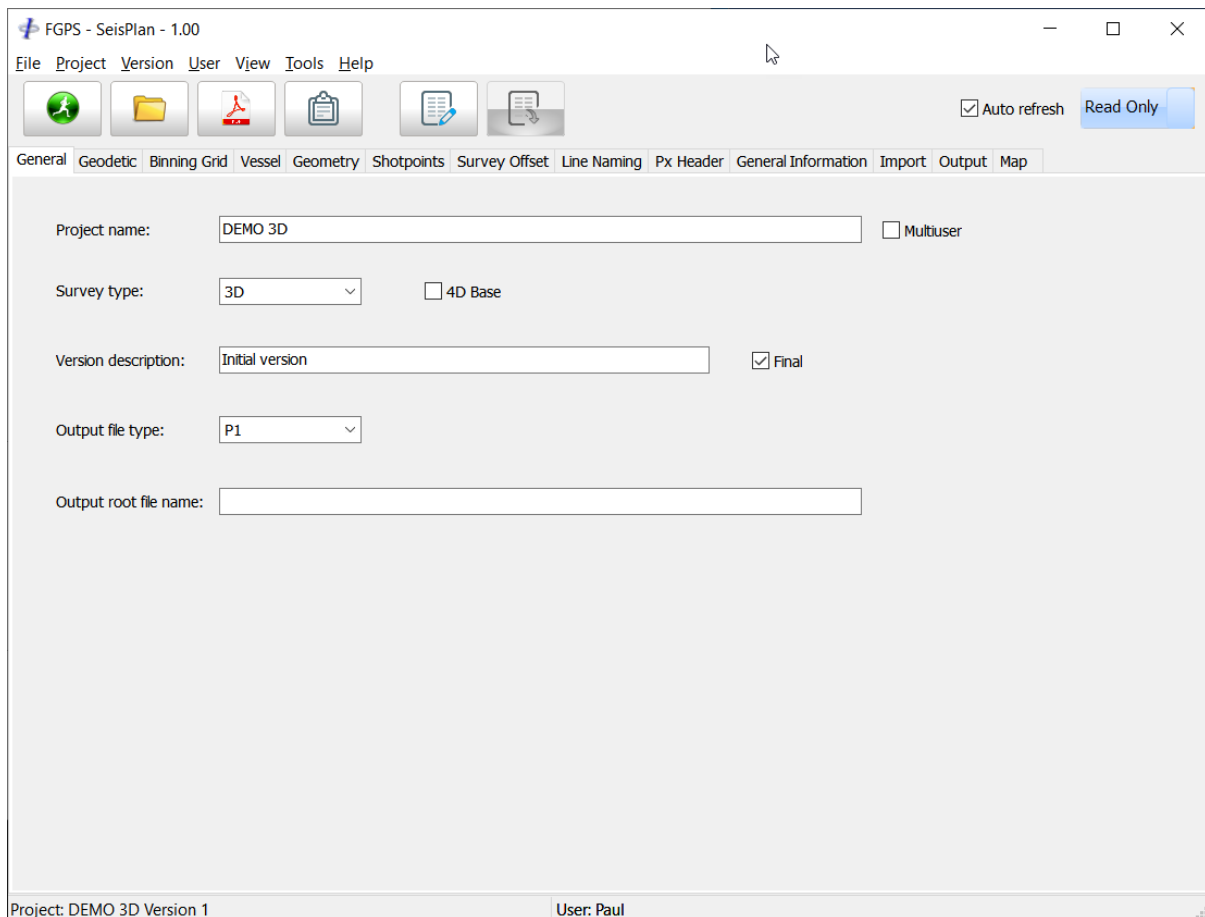 FGPS - SeisPlan - 1.00
File Project Version User View Tools Help
Auto refresh Read Only
General Geodetic Binning Grid Vessel Geometry Shotpoints Survey Offset Line Naming Px Header General Information Import Output Map
Project name: DEMO 3D Multiuser
Survey type: 3D 4D Base
Version description: Initial version Final
Output file type: P1
Output root file name:
Project: DEMO 3D Version 1 User: Paul